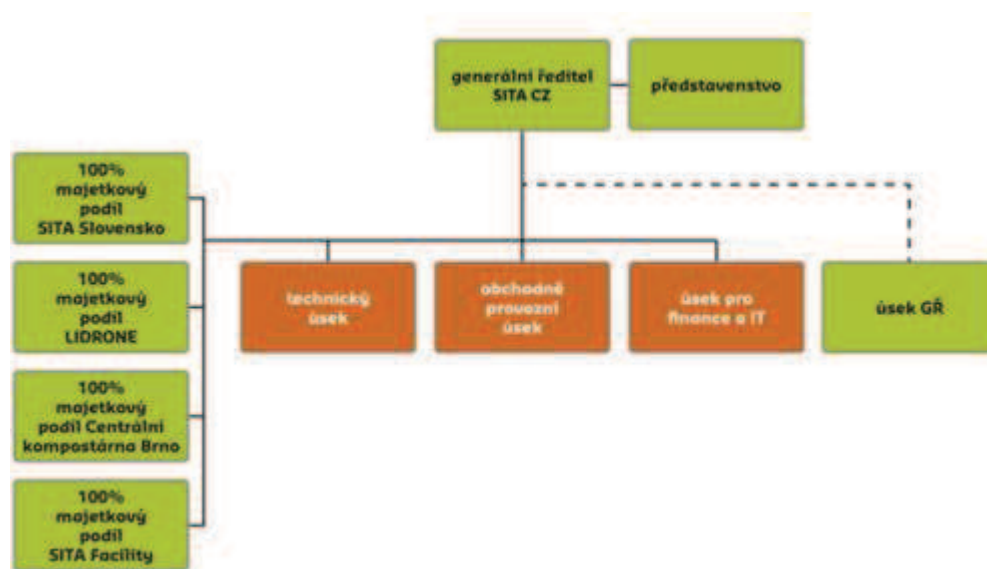 generální ředitel
SITA CZ
představenstvo
100%
majetkový
podíl
SITA Slovensko
100%
majetkový
podíl
LIDRONE
100%
majetkový
podíl Centrální
kompostárna Brno
100%
majetkový
podíl
SITA Facility
technický
úsek
obchodně
provozní
úsek
úsek pro
finance a IT
úsek GŘ